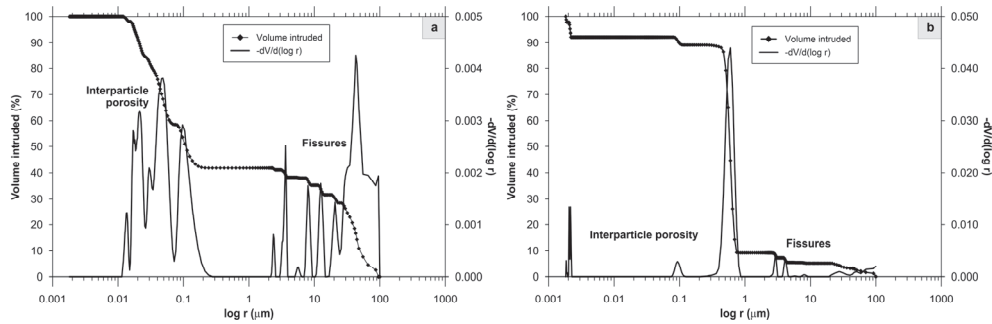 a
Volume intruded
-dV/d(log r)
Interparticle
porosity
Fissures
Volume intruded (%)
100
90
80
70
60
50
40
30
20
10
0
0.005
0.004
0.003
0.002
0.001
0.000
-dV/d(log r)
0.001 0.01 0.1 1 10 100 1000
log r (µm)
b
Volume intruded
-dV/d(log r)
Interparticle porosity
Fissures
Volume intruded (%)
100
90
80
70
60
50
40
30
20
10
0
0.050
0.040
0.030
0.020
0.010
0.000
-dV/d(log r)
0.001 0.01 0.1 1 10 100 1000
log r (µm)